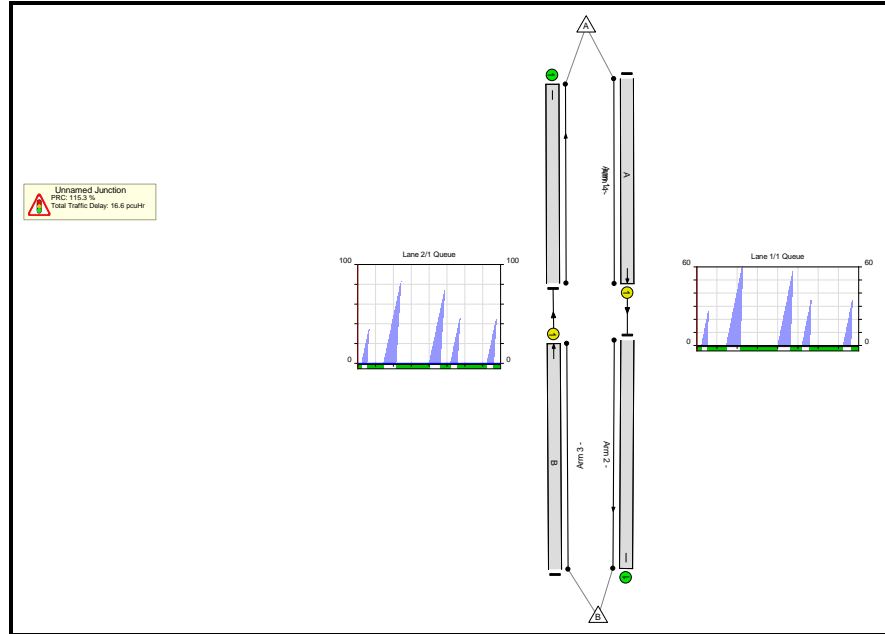 A
Unnamed Junction
PRC: 115.3 %
Total Traffic Delay: 16.6 pcuHr
A
Lane 2/1 Queue
100
100
0
0
Lane 1/1 Queue
60
60
0
0
B
Arm 3 -
Arm 2 -
B